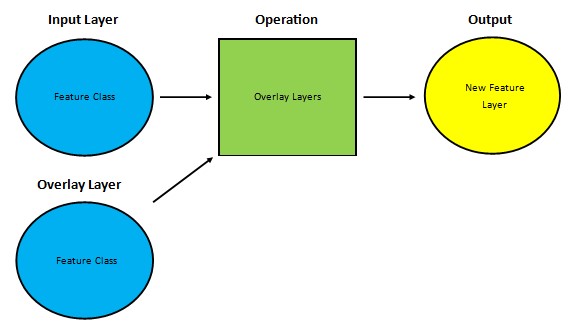 Input Layer
Operation
Output
Feature Class
Overlay Layers
New Feature
Layer
Overlay Layer
Feature Class